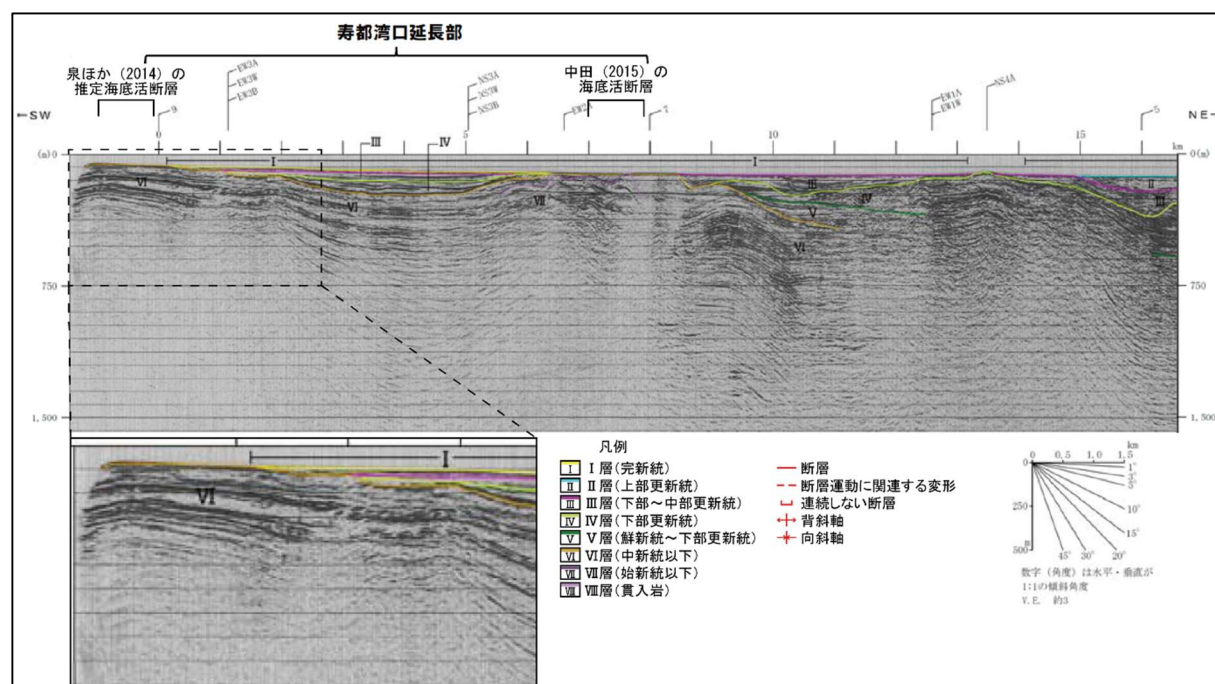 寿都湾口延長部
泉ほか（2014）の
推定海底活断層
中田（2015）の
海底活断層
EW3A
EW3W
EW3B
NS3A
NS3W
NS3B
EW2A
EW1A
EW1W
NS4A
←SW
9
7
5
NE→
0
5
10
15
km
(m) 0
0 (m)
I
III
IV
I
VI
VI
VII
III
IV
V
VI
II
III
750
750
1,500
1,500
I
VI
凡例
I I層（完新統）
II II層（上部更新統）
III III層（下部～中部更新統）
IV IV層（下部更新統）
V V層（鮮新統～下部更新統）
VI VI層（中新統以下）
VII VII層（始新統以下）
VIII VIII層（貫入岩）
断層
断層運動に関連する変形
連続しない断層
背斜軸
向斜軸
km
0 0.5 1.0 1.5
0
250
m
500
1°
3°
5°
10°
15°
45° 30° 20°
数字（角度）は水平・垂直が
1:1の傾斜角度
V.E. 約3